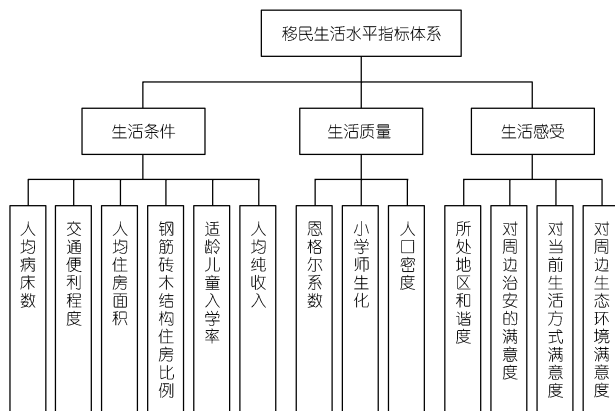 移民生活水平指标体系
生活条件
生活质量
生活感受
人均病床数
交通便利程度
人均住房面积
钢筋砖木结构住房比例
适龄儿童入学率
人均纯收入
恩格尔系数
小学师生化
人口密度
所处地区和谐度
对周边治安的满意度
对当前生活方式满意度
对周边生态环境满意度